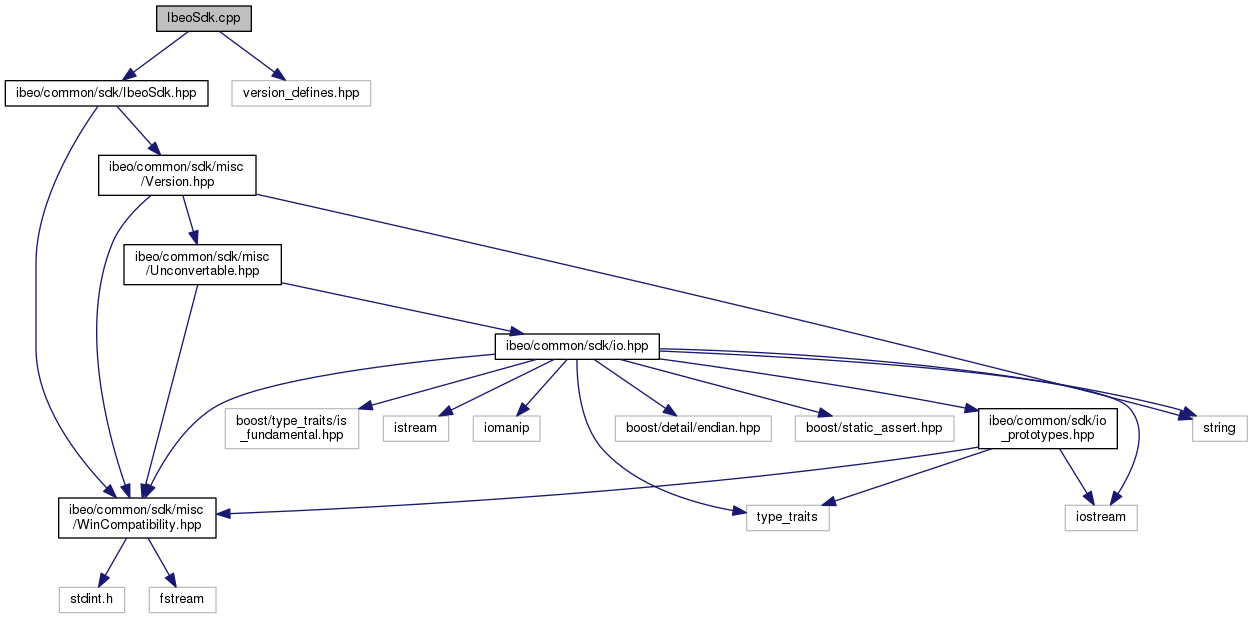 IbeoSdk.cpp
ibeo/common/sdk/IbeoSdk.hpp
version_defines.hpp
ibeo/common/sdk/misc
/Version.hpp
ibeo/common/sdk/misc
/Unconvertable.hpp
ibeo/common/sdk/io.hpp
boost/type_traits/is
_fundamental.hpp
istream
iomanip
boost/detail/endian.hpp
boost/static_assert.hpp
ibeo/common/sdk/io
_prototypes.hpp
string
ibeo/common/sdk/misc
/WinCompatibility.hpp
type_traits
iostream
stdint.h
fstream